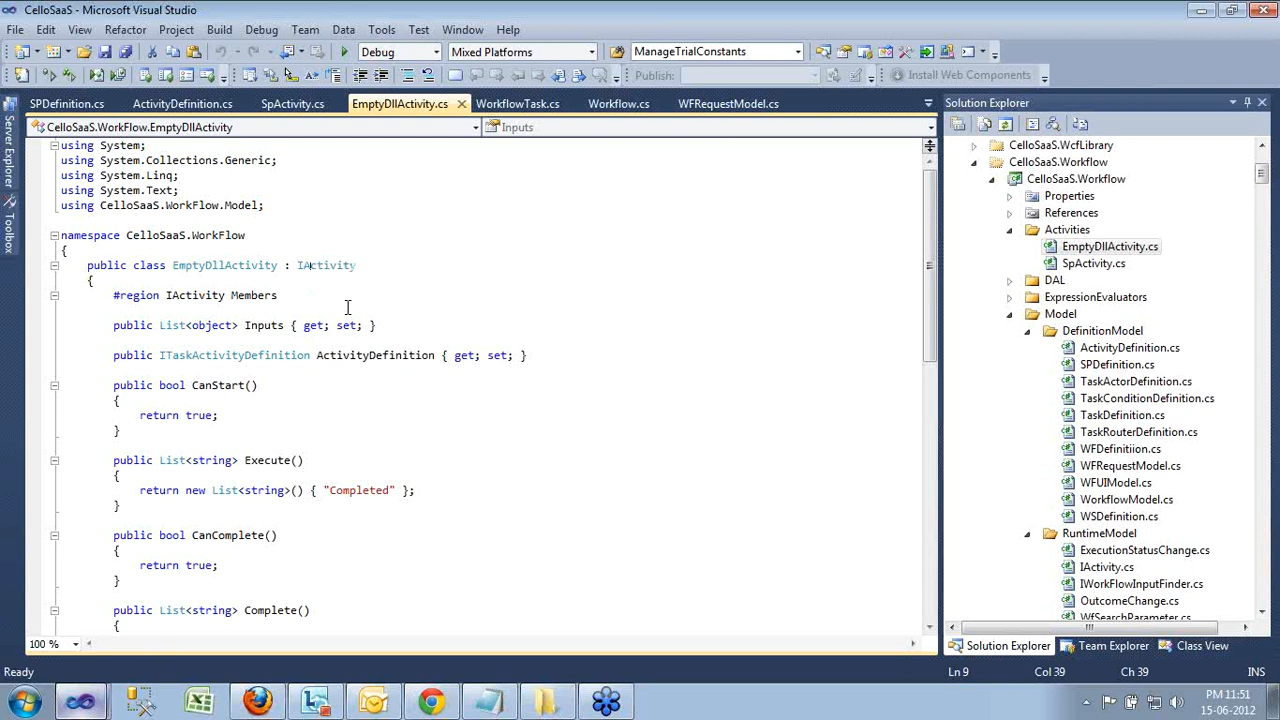 CelloSaaS - Microsoft Visual Studio
File Edit View Refactor Project Build Debug Team Data Tools Test Window Help
Debug Mixed Platforms ManageTrialConstants
Publish: Install Web Components
SPDefinition.cs ActivityDefinition.cs SpActivity.cs EmptyDllActivity.cs WorkflowTask.cs Workflow.cs WFRequestModel.cs
CelloSaaS.WorkFlow.EmptyDllActivity Inputs
Server Explorer
Toolbox
using System;
using System.Collections.Generic;
using System.Linq;
using System.Text;
using CelloSaaS.WorkFlow.Model;
namespace CelloSaaS.WorkFlow
{
public class EmptyDllActivity : IActivity
{
#region IActivity Members
public List<object> Inputs { get; set; }
public ITaskActivityDefinition ActivityDefinition { get; set; }
public bool CanStart()
{
return true;
}
public List<string> Execute()
{
return new List<string>() { "Completed" };
}
public bool CanComplete()
{
return true;
}
public List<string> Complete()
{
100 %
Solution Explorer
CelloSaaS.WcfLibrary
CelloSaaS.Workflow
CelloSaaS.Workflow
Properties
References
Activities
EmptyDllActivity.cs
SpActivity.cs
DAL
ExpressionEvaluators
Model
DefinitionModel
ActivityDefinition.cs
SPDefinition.cs
TaskActorDefinition.cs
TaskConditionDefinition.cs
TaskDefinition.cs
TaskRouterDefinition.cs
WFDefinitiion.cs
WFRequestModel.cs
WFUIModel.cs
WorkflowModel.cs
WSDefinition.cs
RuntimeModel
ExecutionStatusChange.cs
IActivity.cs
IWorkFlowInputFinder.cs
OutcomeChange.cs
WfSearchParameter.cs
Solution Explorer Team Explorer Class View
Ready Ln 9 Col 39 Ch 39 INS
PM 11:51
15-06-2012